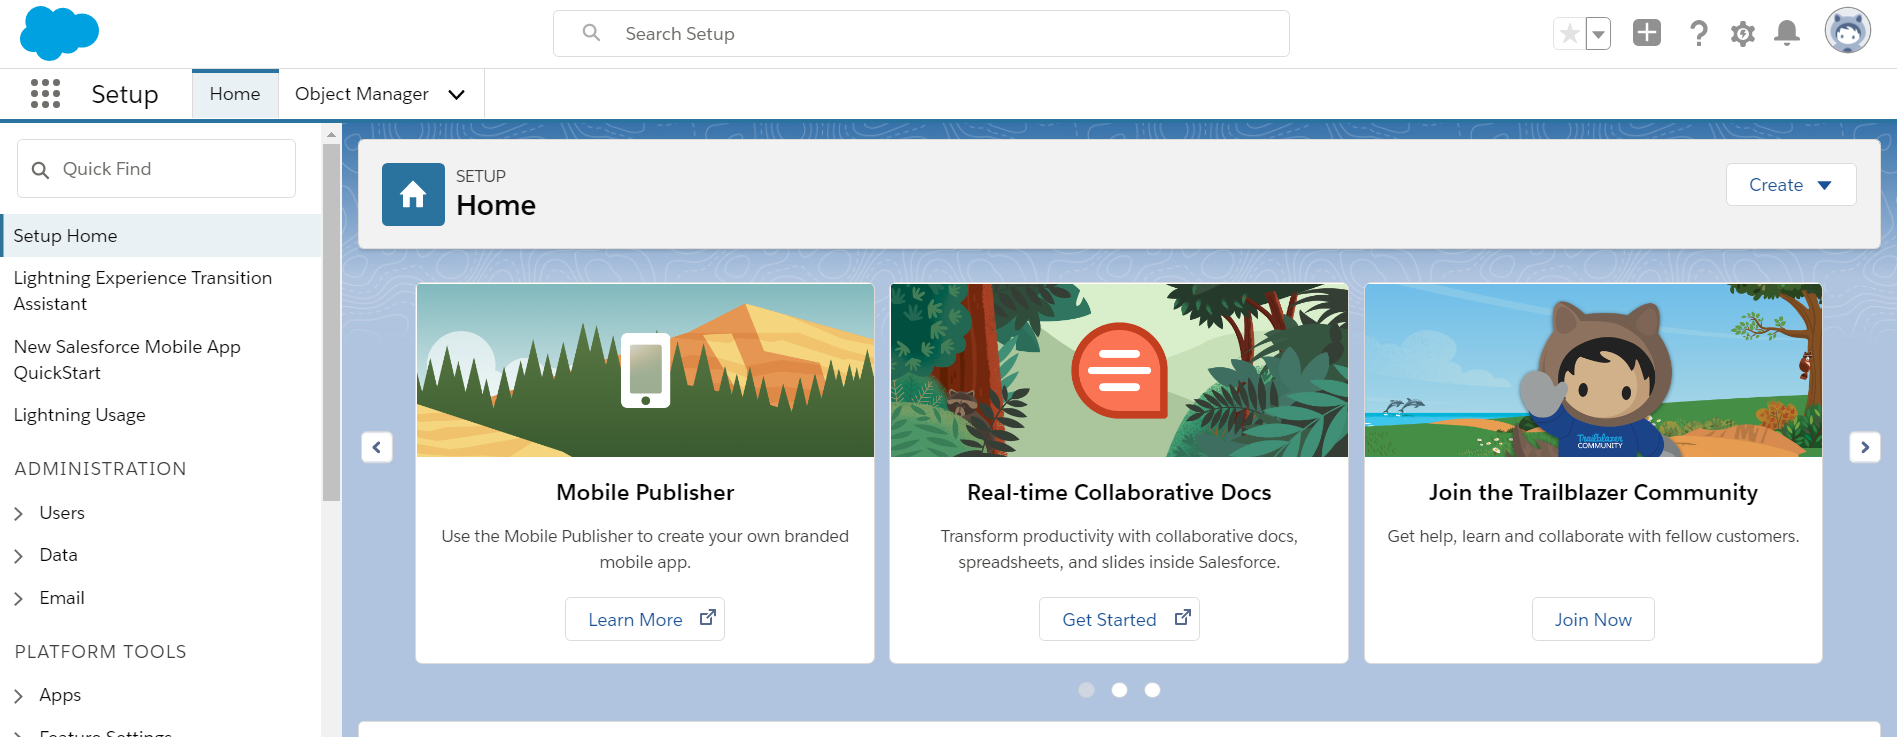 Search Setup
Setup
Home
Object Manager
Quick Find
Setup Home
Lightning Experience Transition
Assistant
New Salesforce Mobile App
QuickStart
Lightning Usage
ADMINISTRATION
Users
Data
Email
PLATFORM TOOLS
Apps
Feature Settings
SETUP
Home
Create
Mobile Publisher
Use the Mobile Publisher to create your own branded
mobile app.
Learn More
Real-time Collaborative Docs
Transform productivity with collaborative docs,
spreadsheets, and slides inside Salesforce.
Get Started
Trailblazer
COMMUNITY
Join the Trailblazer Community
Get help, learn and collaborate with fellow customers.
Join Now